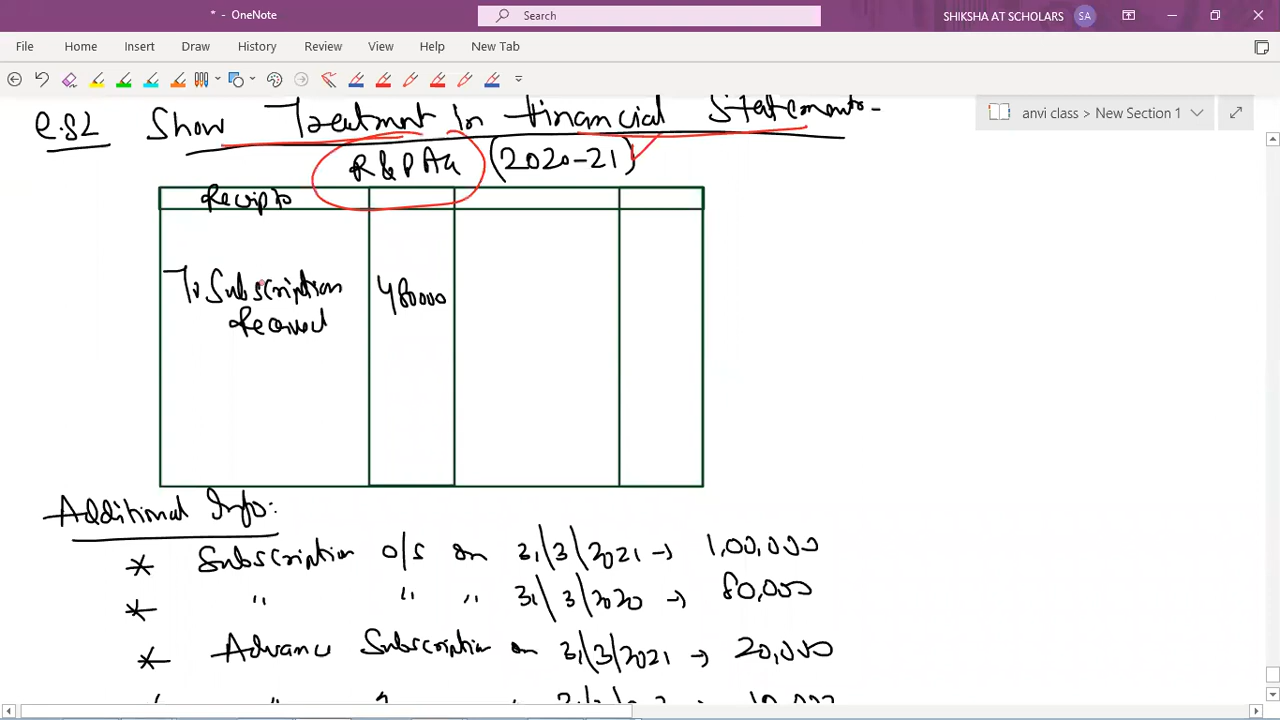 * - OneNote
Search
SHIKSHA AT SCHOLARS SA
File Home Insert Draw History Review View Help New Tab
anvi class > New Section 1
Q.82 Show Treatment In Financial Statements-
R&P A/c (2020-21)
Receipts
To Subscription 480000
Received
Additional Info:
* Subscription o/s on 31/3/2021 → 1,00,000
* " " " 31/3/2020 → 80,000
* Advance Subscription on 31/3/2021 → 20,000